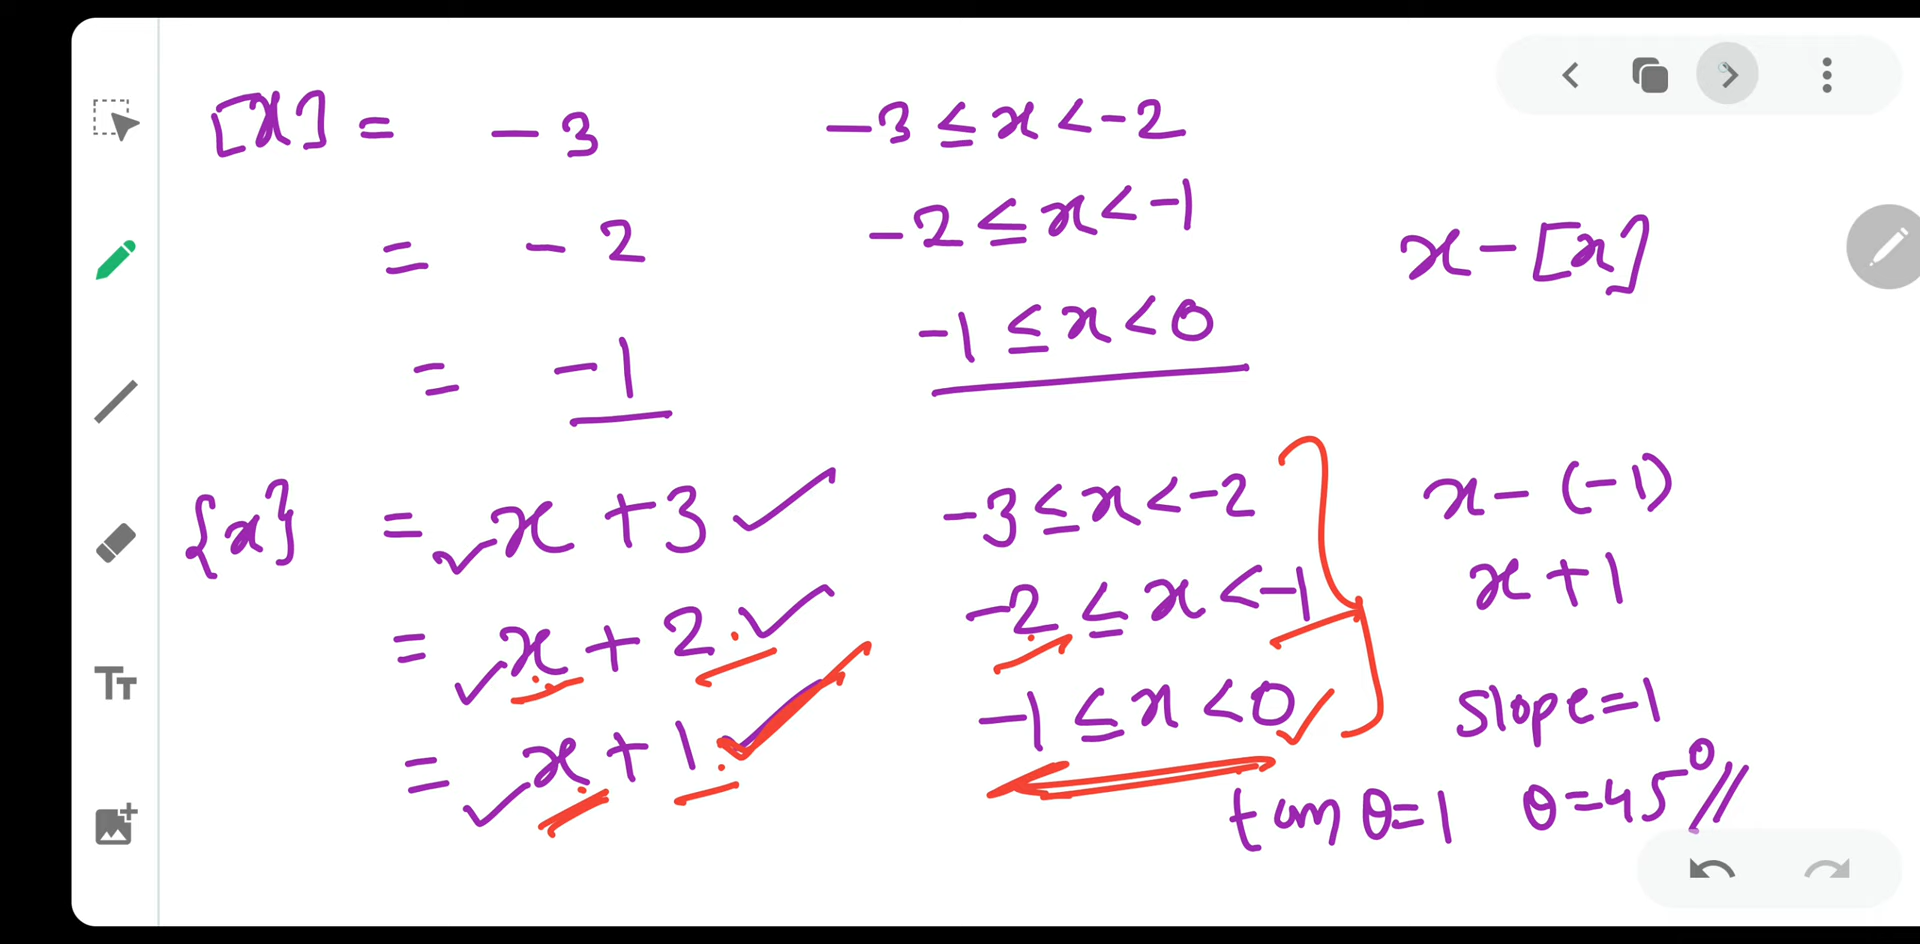 [x] = -3   -3 ≤ x < -2
= -2   -2 ≤ x < -1
x - [x]
= -1   -1 ≤ x < 0
{x} = x + 3   -3 ≤ x < -2   x - (-1)
= x + 2   -2 ≤ x < -1   x + 1
= x + 1   -1 ≤ x < 0   slope = 1
tan θ = 1   θ = 45° //
TT